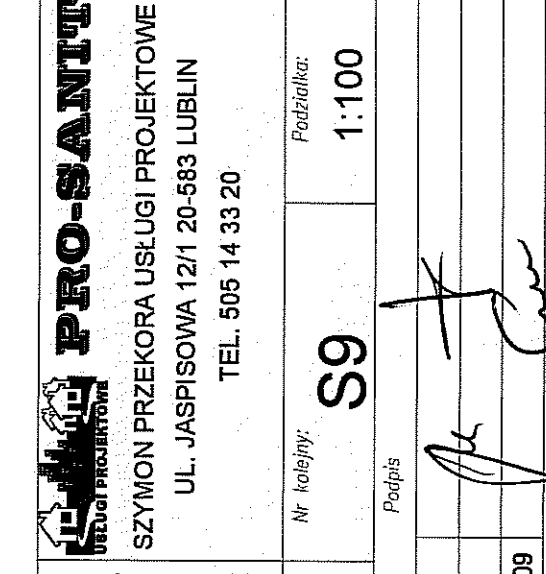 PRO-SANIT
USŁUGI PROJEKTOWE
SZYMON PRZEKORA USŁUGI PROJEKTOWE
UL. JASPISOWA 12/1 20-583 LUBLIN
TEL. 505 14 33 20
Nr kolejny:
S9
Podziałka:
1:100
Podpis
09